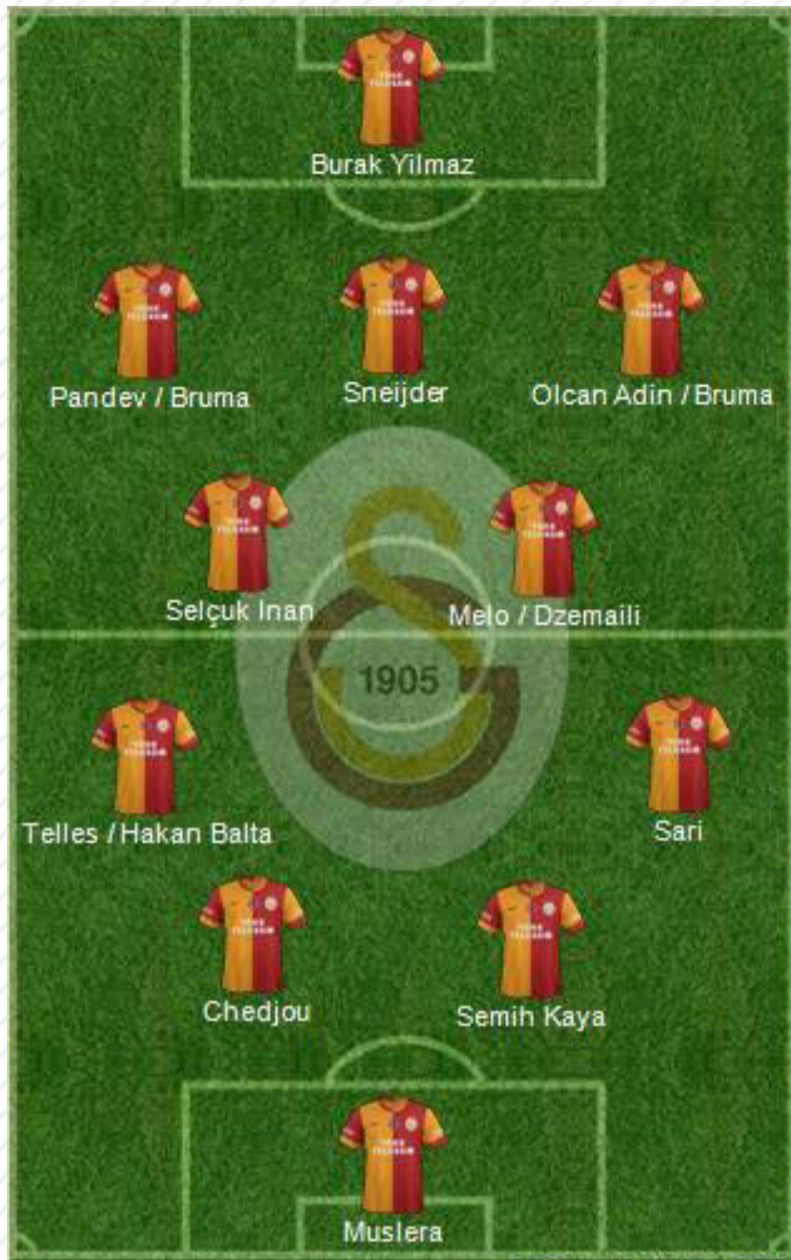 Burak Yilmaz
Pandev / Bruma
Sneijder
Olcan Adin / Bruma
Selçuk Inan
Melo / Dzemaili
1905
Telles / Hakan Balta
Sari
Chedjou
Semih Kaya
Muslera